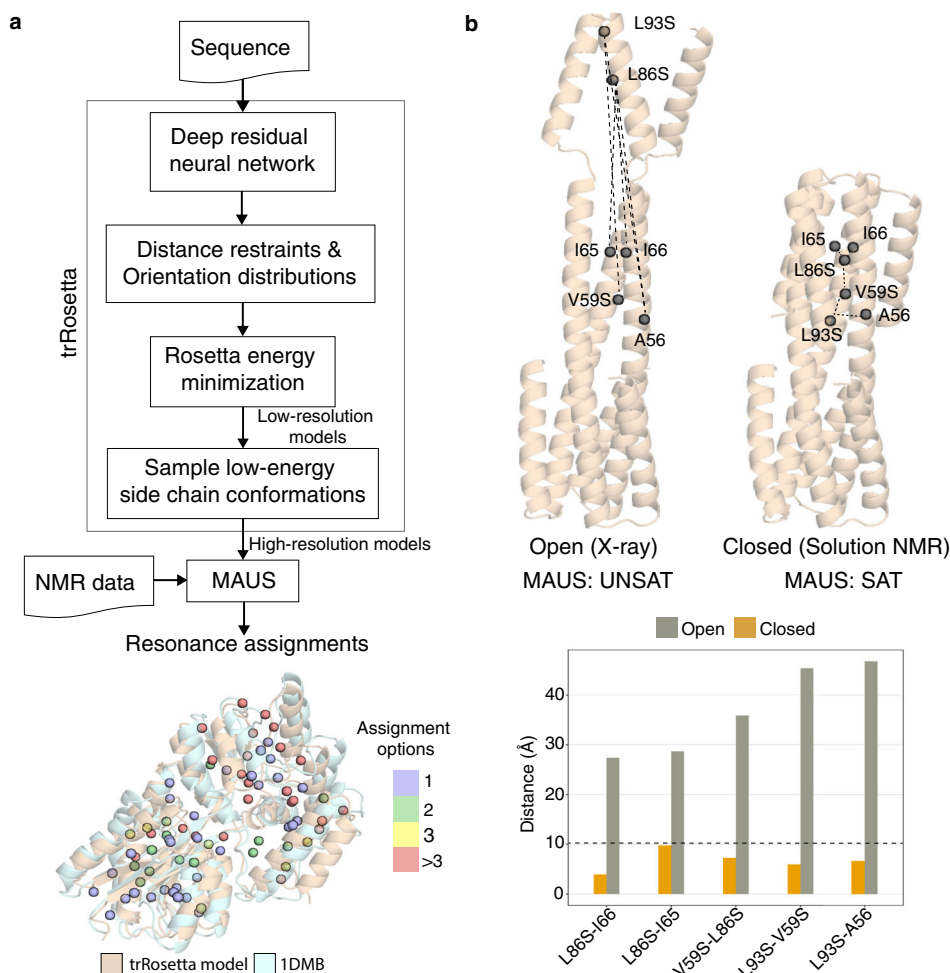 a
Sequence
trRosetta
Deep residual
neural network
Distance restraints &
Orientation distributions
Rosetta energy
minimization
Low-resolution
models
Sample low-energy
side chain conformations
High-resolution models
NMR data
MAUS
Resonance assignments
Assignment
options
1
2
3
>3
trRosetta model
1DMB
b
L93S
L86S
I65
I66
V59S
A56
I65
I66
L86S
V59S
A56
L93S
Open (X-ray)
MAUS: UNSAT
Closed (Solution NMR)
MAUS: SAT
Open
Closed
Distance (Å)
40
30
20
10
0
L86S-I66
L86S-I65
V59S-L86S
L93S-V59S
L93S-A56